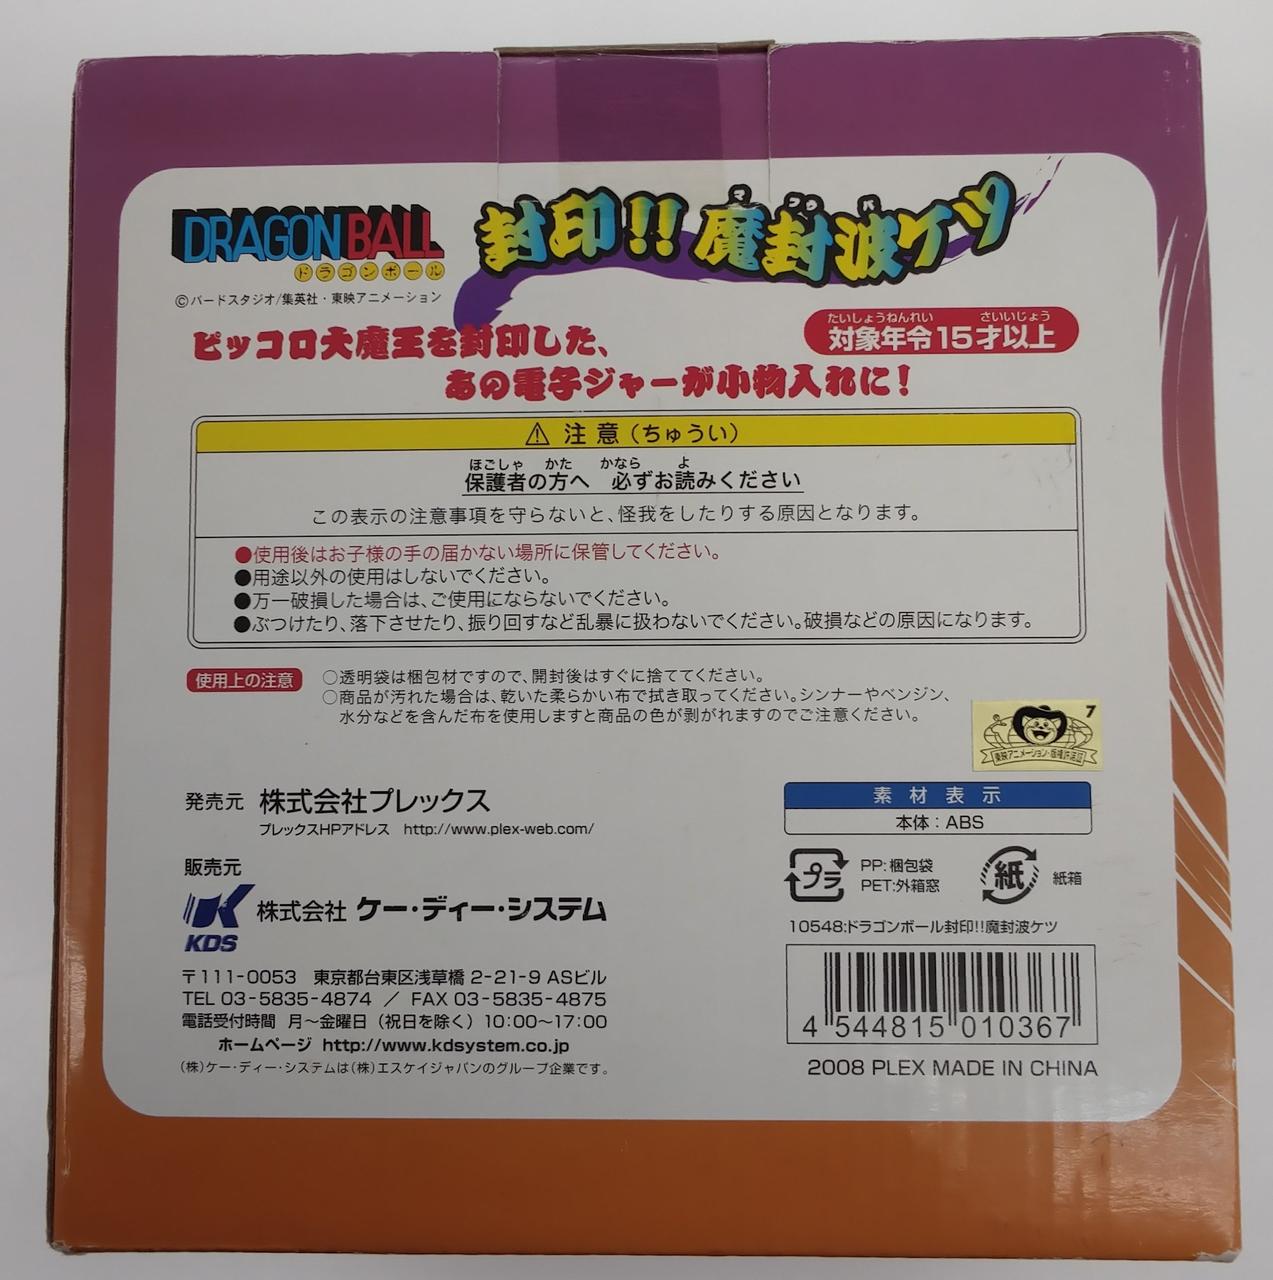 DRAGON BALL
ドラゴンボール
©バードスタジオ/集英社・東映アニメーション
マフウバ
封印!!魔封波ケツ
たいしょうねんれい さいいじょう
対象年令15才以上
ピッコロ大魔王を封印した、
あの電子ジャーが小物入れに!
⚠ 注意(ちゅうい)
ほごしゃ かた かなら よ
保護者の方へ 必ずお読みください
この表示の注意事項を守らないと、怪我をしたりする原因となります。
●使用後はお子様の手の届かない場所に保管してください。
●用途以外の使用はしないでください。
●万一破損した場合は、ご使用にならないでください。
●ぶつけたり、落下させたり、振り回すなど乱暴に扱わないでください。破損などの原因になります。
使用上の注意
○透明袋は梱包材ですので、開封後はすぐに捨ててください。
○商品が汚れた場合は、乾いた柔らかい布で拭き取ってください。シンナーやベンジン、
水分などを含んだ布を使用しますと商品の色が剥がれますのでご注意ください。
7
東映アニメーション・版権許諾証
発売元 株式会社プレックス
プレックスHPアドレス http://www.plex-web.com/
販売元
KDS
株式会社 ケー・ディー・システム
〒111-0053 東京都台東区浅草橋 2-21-9 ASビル
TEL 03-5835-4874 / FAX 03-5835-4875
電話受付時間 月〜金曜日(祝日を除く)10:00〜17:00
ホームページ http://www.kdsystem.co.jp
(株)ケー・ディー・システムは(株)エスケイジャパンのグループ企業です。
素材表示
本体:ABS
プラ
PP:梱包袋
PET:外箱窓
紙
紙箱
10548:ドラゴンボール封印!!魔封波ケツ
4 544815 010367
2008 PLEX MADE IN CHINA